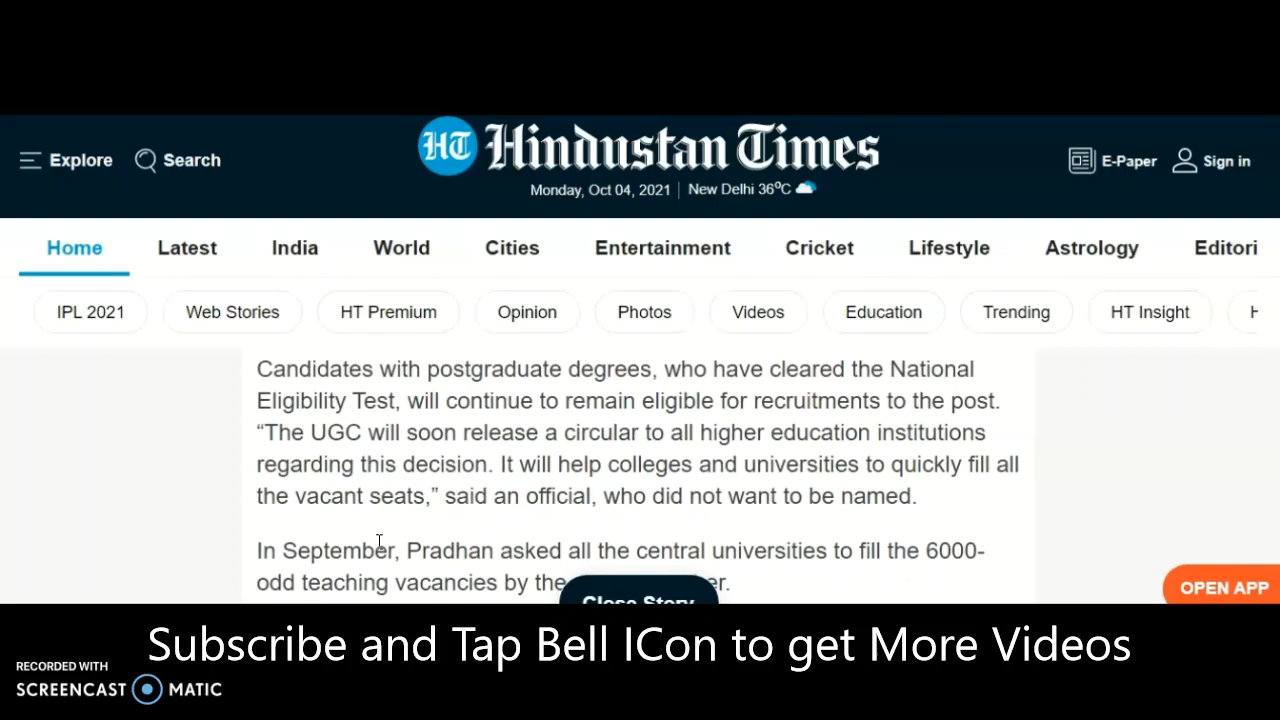 Explore Search HT Hindustan Times E-Paper Sign in
Monday, Oct 04, 2021 New Delhi 36ºC
Home Latest India World Cities Entertainment Cricket Lifestyle Astrology Editori
IPL 2021 Web Stories HT Premium Opinion Photos Videos Education Trending HT Insight H
Candidates with postgraduate degrees, who have cleared the National
Eligibility Test, will continue to remain eligible for recruitments to the post.
“The UGC will soon release a circular to all higher education institutions
regarding this decision. It will help colleges and universities to quickly fill all
the vacant seats,” said an official, who did not want to be named.
In September, Pradhan asked all the central universities to fill the 6000-
odd teaching vacancies by the er.
Close Story
OPEN APP
Subscribe and Tap Bell ICon to get More Videos
RECORDED WITH
SCREENCAST MATIC